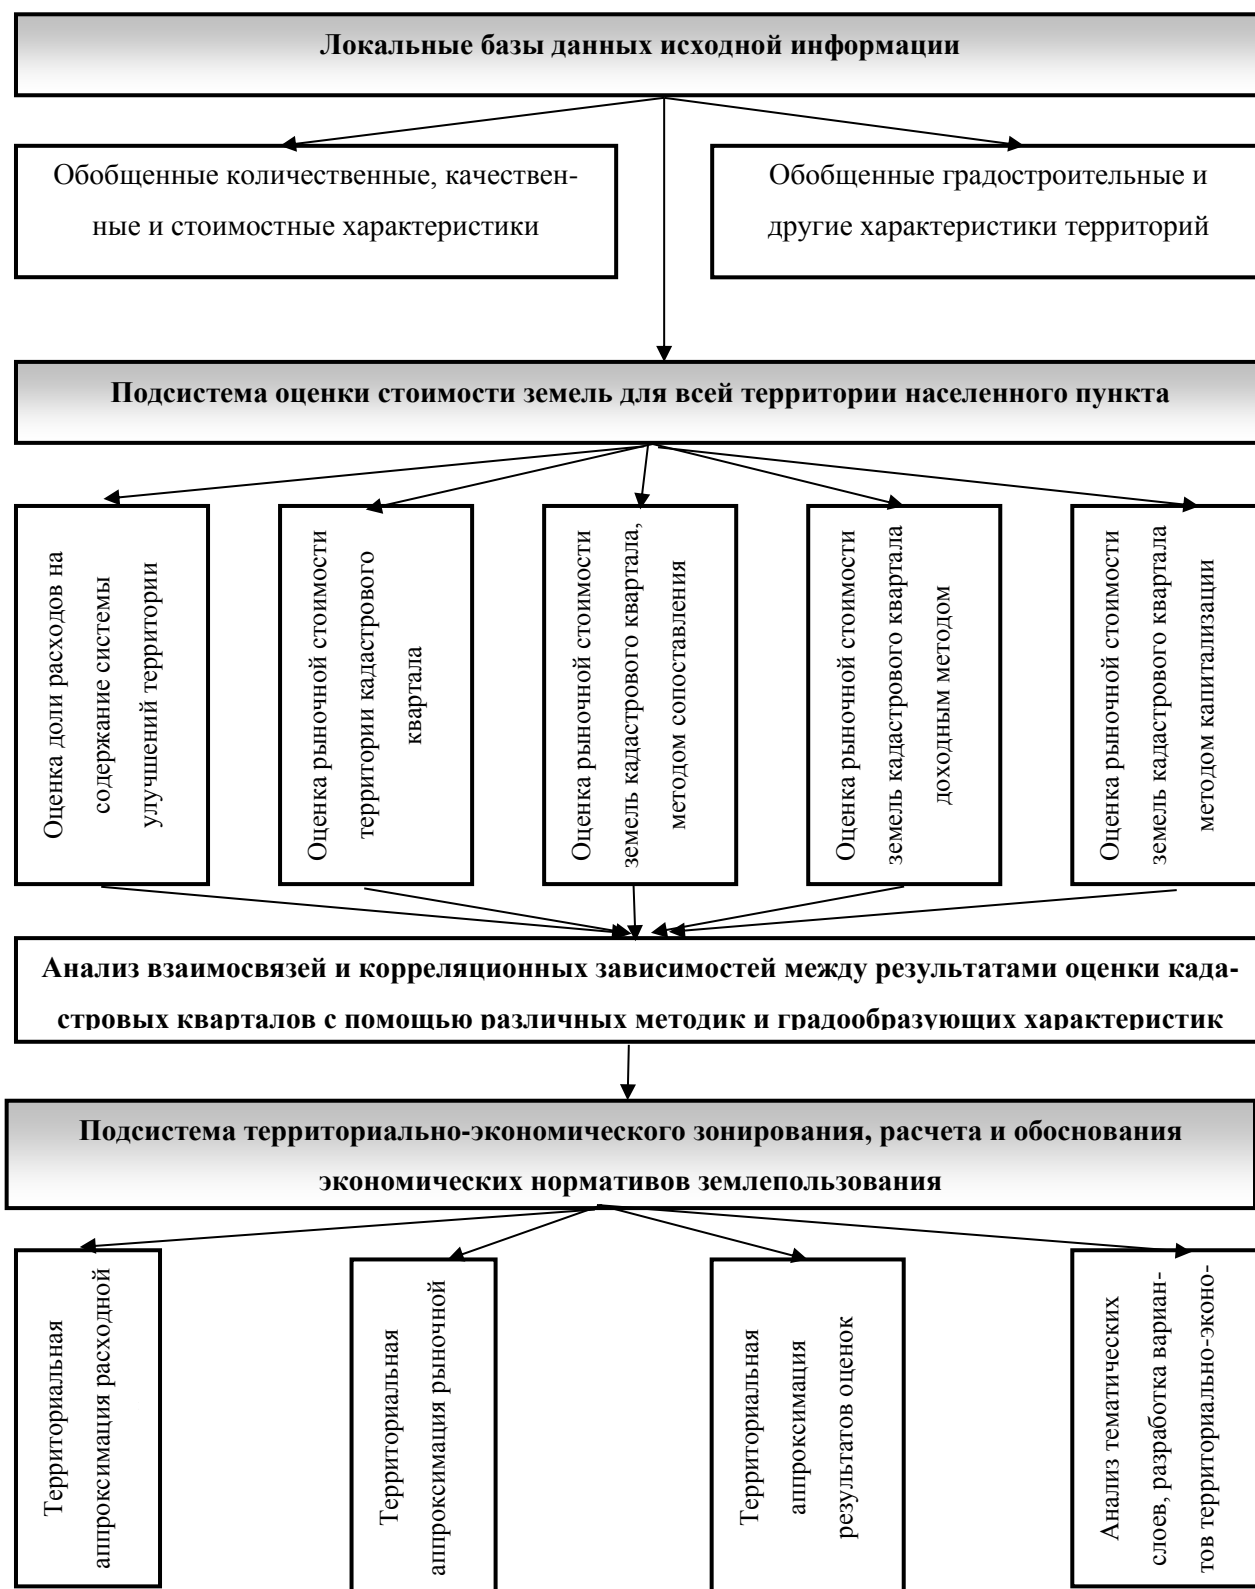 Локальные базы данных исходной информации
Обобщенные количественные, качествен-
ные и стоимостные характеристики
Обобщенные градостроительные и
другие характеристики территорий
Подсистема оценки стоимости земель для всей территории населенного пункта
Оценка доли расходов на
содержание системы
улучшений территории
Оценка рыночной стоимости
территории кадастрового
квартала
Оценка рыночной стоимости
земель кадастрового квартала,
методом сопоставления
Оценка рыночной стоимости
земель кадастрового квартала
доходным методом
Оценка рыночной стоимости
земель кадастрового квартала
методом капитализации
Анализ взаимосвязей и корреляционных зависимостей между результатами оценки када-
стровых кварталов с помощью различных методик и градообразующих характеристик
Подсистема территориально-экономического зонирования, расчета и обоснования
экономических нормативов землепользования
Территориальная
аппроксимация расходной
Территориальная
аппроксимация рыночной
Территориальная
аппроксимация
результатов оценок
Анализ тематических
слоев, разработка вариан-
тов территориально-эконо-